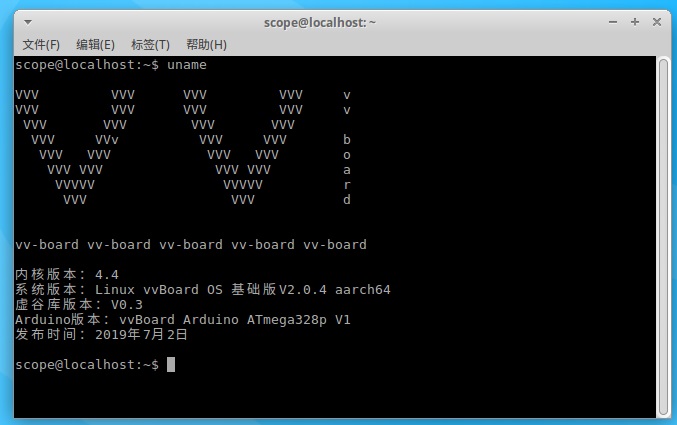 scope@localhost: ~
文件(F) 编辑(E) 标签(T) 帮助(H)
scope@localhost:~$ uname
VVV         VVV      VVV         VVV     v
VVV         VVV      VVV         VVV     v
 VVV       VVV        VVV       VVV
  VVV     VVv          VVV     VVV       b
   VVV   VVV            VVV   VVV        o
    VVV VVV              VVV VVV         a
     VVVVV                VVVVV          r
      VVV                  VVV           d
vv-board vv-board vv-board vv-board vv-board
内核版本: 4.4
系统版本: Linux vvBoard OS 基础版V2.0.4 aarch64
虚谷库版本: V0.3
Arduino版本: vvBoard Arduino ATmega328p V1
发布时间: 2019年7月2日
scope@localhost:~$